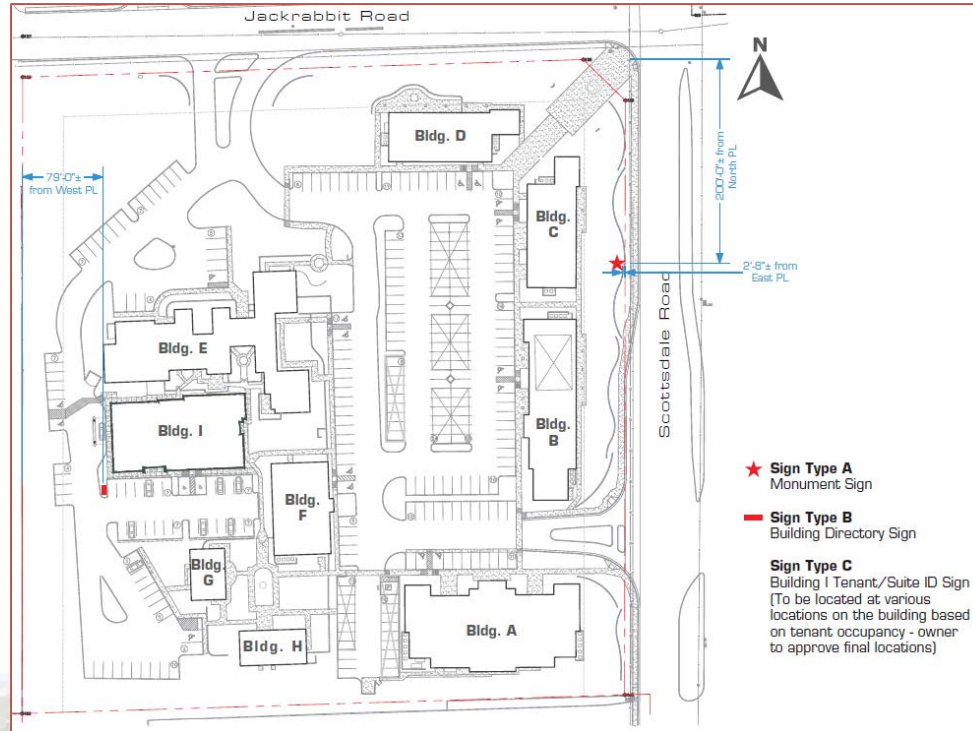 Jackrabbit Road
N
Bldg. D
79'-0"±
from West PL
200'-0"± from
North PL
Bldg.
C
2'-8"± from
East PL
Scottsdale Road
Bldg. E
Bldg. I
Bldg.
B
Bldg.
F
Bldg.
G
Bldg. H
Bldg. A
Sign Type A
Monument Sign
Sign Type B
Building Directory Sign
Sign Type C
Building I Tenant/Suite ID Sign
(To be located at various
locations on the building based
on tenant occupancy - owner
to approve final locations)